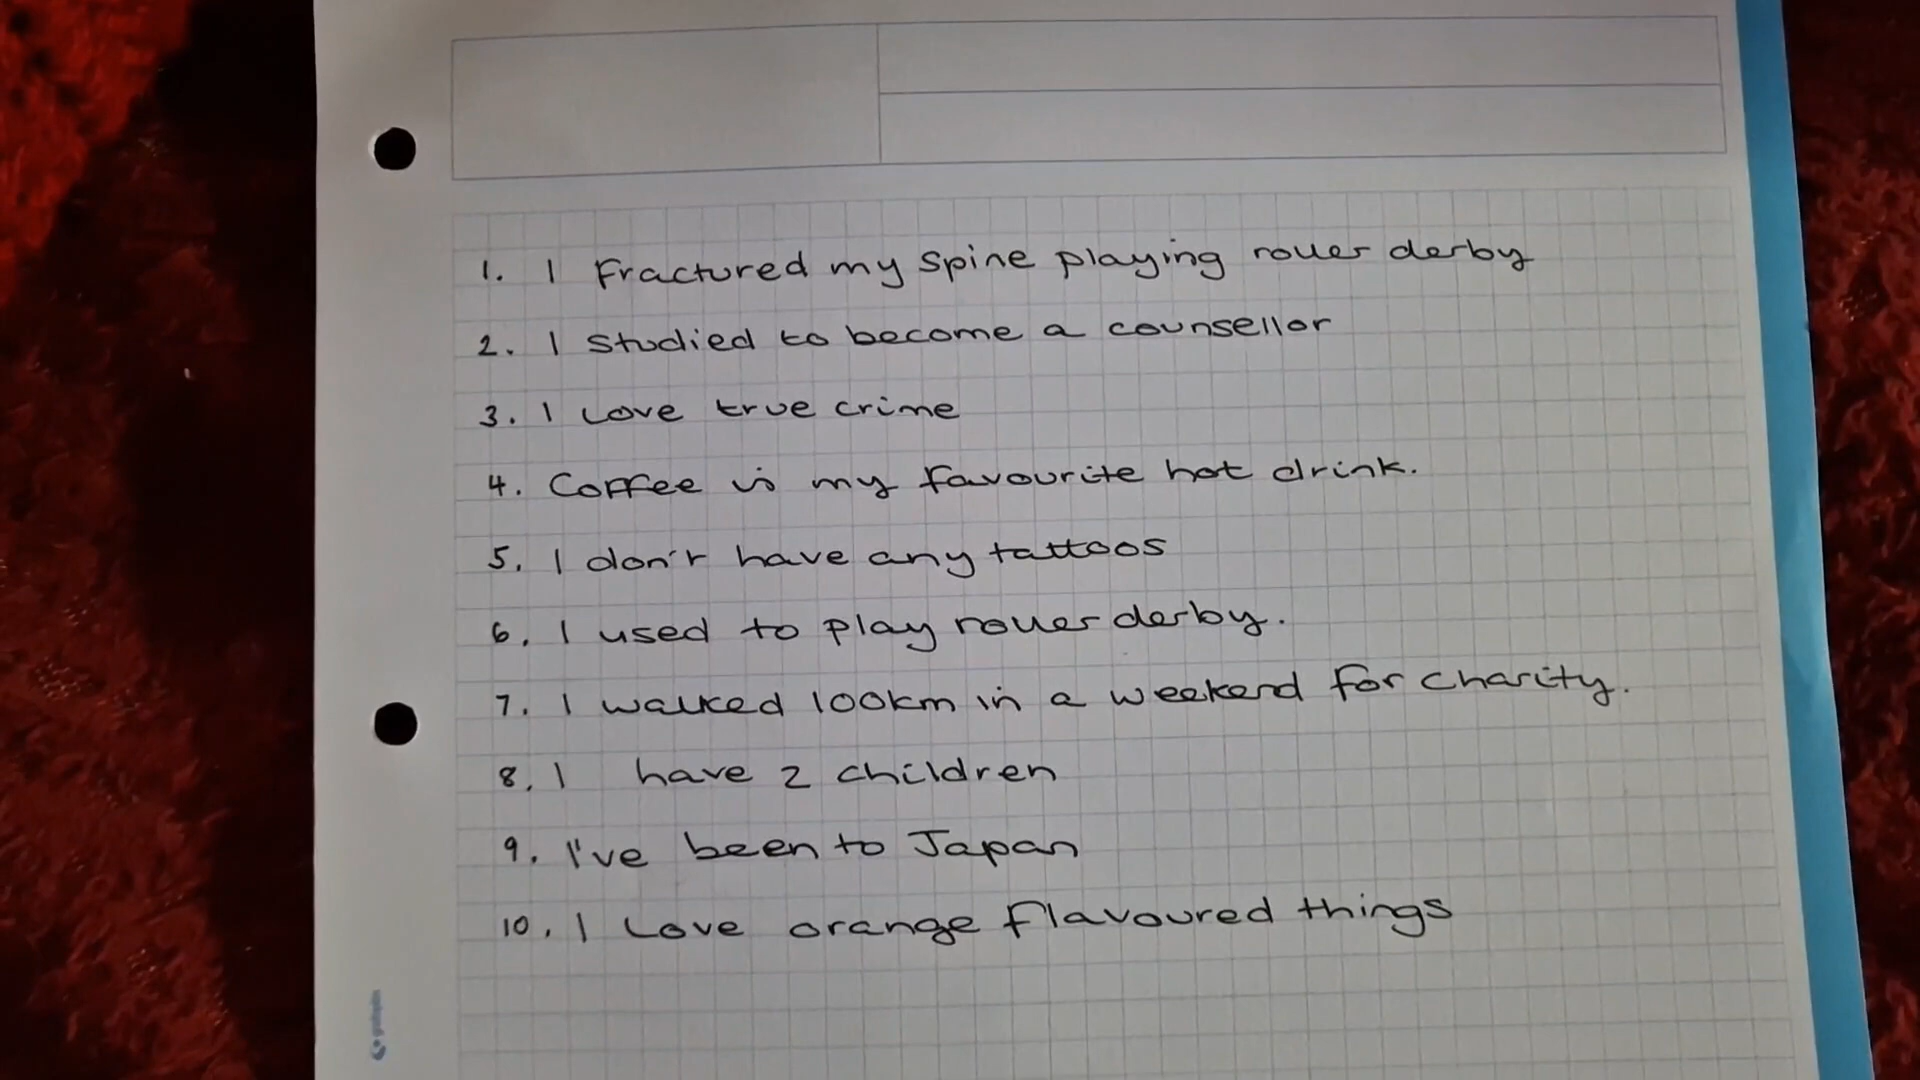 1. I Fractured my spine playing roller derby
2. I studied to become a counsellor
3. I love true crime
4. Coffee is my favourite hot drink.
5. I don't have any tattoos
6. I used to play roller derby.
7. I walked 100km in a weekend for charity.
8. I have 2 children
9. I've been to Japan
10. I love orange flavoured things